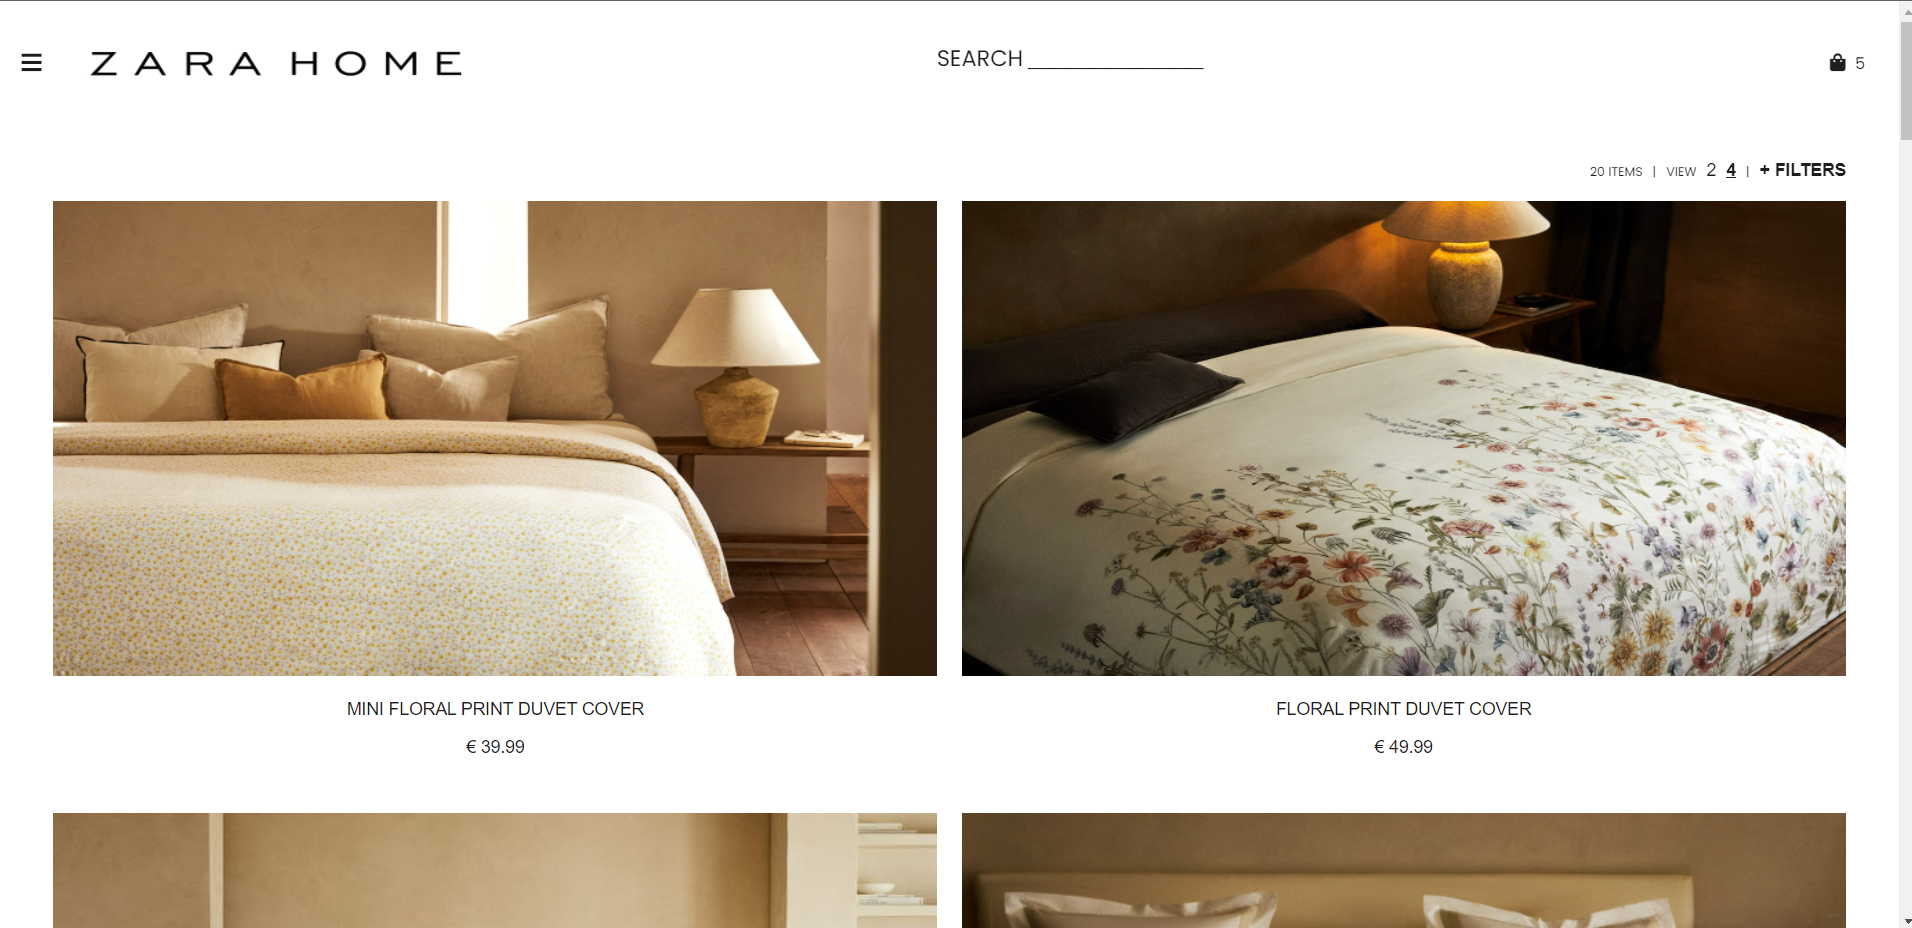 ZARA HOME
SEARCH
5
20 ITEMS | VIEW 2 4 | + FILTERS
MINI FLORAL PRINT DUVET COVER
€ 39.99
FLORAL PRINT DUVET COVER
€ 49.99